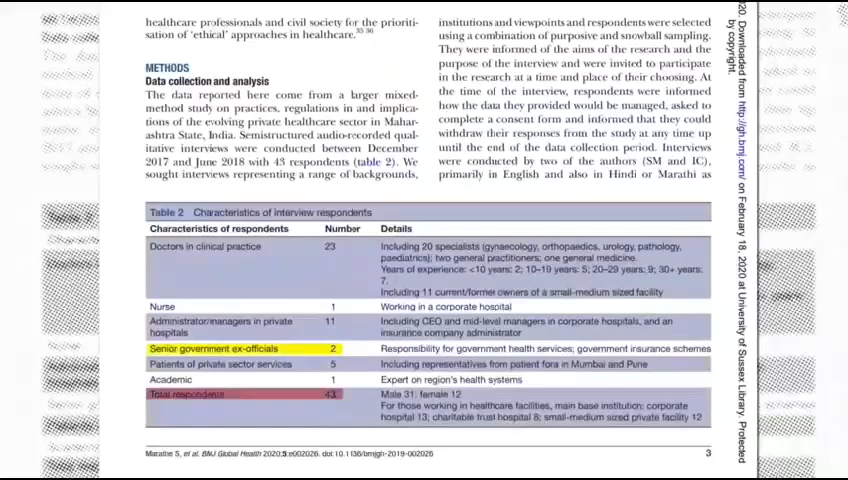 healthcare professionals and civil society for the prioriti-
sation of ‘ethical’ approaches in healthcare.35 36
METHODS
Data collection and analysis
The data reported here come from a larger mixed-
method study on practices, regulations in and implica-
tions of the evolving private healthcare sector in Mahar-
ashtra State, India. Semistructured audio-recorded qual-
itative interviews were conducted between December
2017 and June 2018 with 43 respondents (table 2). We
sought interviews representing a range of backgrounds,
institutions and viewpoints and respondents were selected
using a combination of purposive and snowball sampling.
They were informed of the aims of the research and the
purpose of the interview and were invited to participate
in the research at a time and place of their choosing. At
the time of the interview, respondents were informed
how the data they provided would be managed, asked to
complete a consent form and informed that they could
withdraw their responses from the study at any time up
until the end of the data collection period. Interviews
were conducted by two of the authors (SM and IC),
primarily in English and also in Hindi or Marathi as
Table 2 Characteristics of interview respondents
Characteristics of respondents Number Details
Doctors in clinical practice 23 Including 20 specialists (gynaecology, orthopaedics, urology, pathology,
paediatrics); two general practitioners; one general medicine.
Years of experience: <10 years: 2; 10–19 years: 5; 20–29 years: 9; 30+ years:
7.
Including 11 current/former owners of a small-medium sized facility
Nurse 1 Working in a corporate hospital
Administrator/managers in private 11 Including CEO and mid-level managers in corporate hospitals, and an
hospitals insurance company administrator
Senior government ex-officials 2 Responsibility for government health services; government insurance schemes
Patients of private sector services 5 Including representatives from patient fora in Mumbai and Pune
Academic 1 Expert on region's health systems
Total respondents 43 Male 31; female 12
For those working in healthcare facilities, main base institution: corporate
hospital 13; charitable trust hospital 8; small-medium sized private facility 12
Marathe S, et al. BMJ Global Health 2020;5:e002026. doi:10.1136/bmjgh-2019-002026 3
20. Downloaded from http://gh.bmj.com/ on February 18, 2020 at University of Sussex Library. Protected
by copyright.